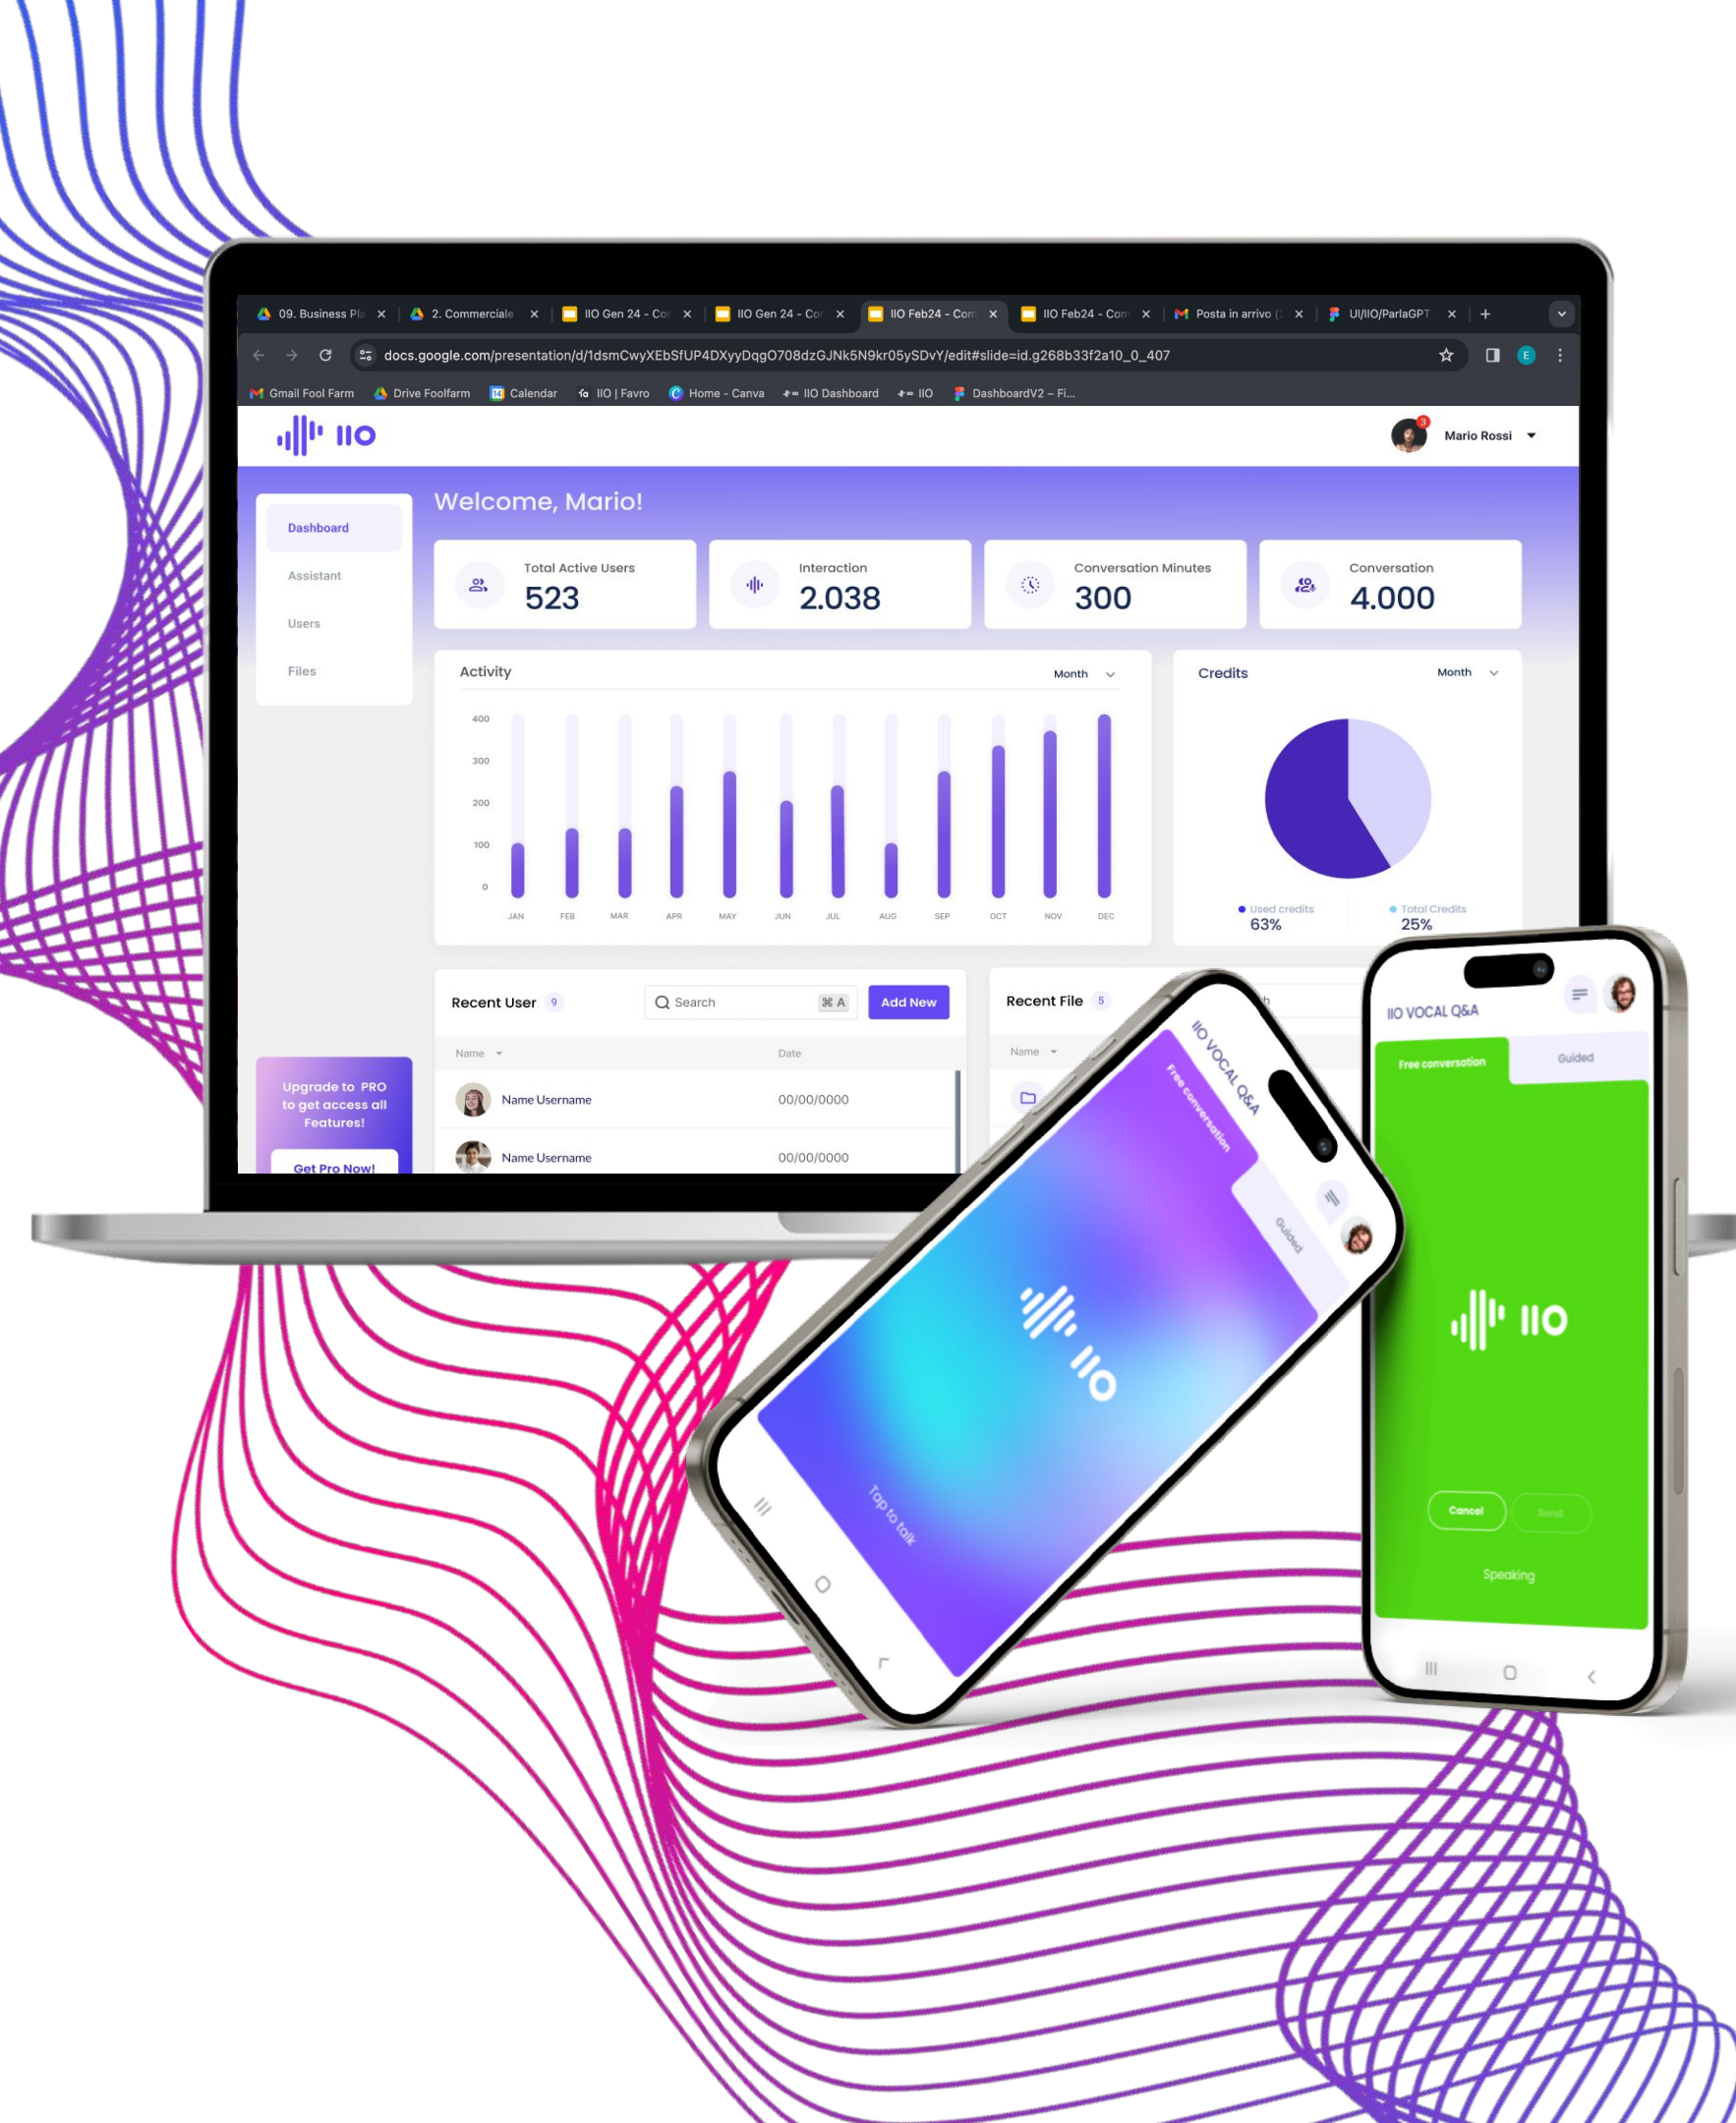 09. Business Pla
2. Commerciale
IIO Gen 24 - Cor
IIO Gen 24 - Cor
IIO Feb24 - Com
IIO Feb24 - Com
Posta in arrivo (2
UI/IIO/ParlaGPT
docs.google.com/presentation/d/1dsmCwyXEbSfUP4DXyyDqgO708dzGJNk5N9kr05ySDvY/edit#slide=id.g268b33f2a10_0_407
E
Gmail Fool Farm
Drive Foolfarm
Calendar
IIO | Favro
Home - Canva
IIO Dashboard
IIO
DashboardV2 – Fi...
IIO
3
Mario Rossi
Welcome, Mario!
Dashboard
Assistant
Users
Files
Total Active Users
523
Interaction
2.038
Conversation Minutes
300
Conversation
4.000
Activity
Month
400
300
200
100
0
JAN FEB MAR APR MAY JUN JUL AUG SEP OCT NOV DEC
Credits
Month
Used credits
63%
Total Credits
25%
Upgrade to PRO
to get access all
Features!
Get Pro Now!
Recent User 9
Search
⌘ A
Add New
Name
Date
Name Username
00/00/0000
Name Username
00/00/0000
Recent File 5
Name
IIO VOCAL Q&A
Free conversation
Guided
IIO
Tap to talk
IIO VOCAL Q&A
Free conversation
Guided
IIO
Cancel
Send
Speaking